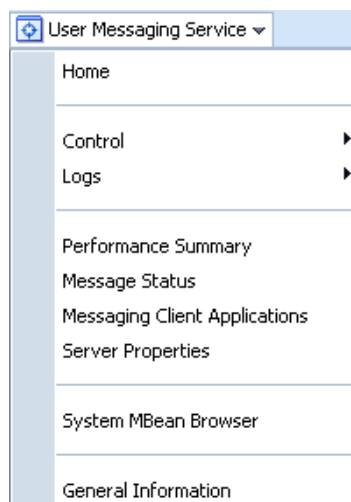 User Messaging Service
Home
Control
Logs
Performance Summary
Message Status
Messaging Client Applications
Server Properties
System MBean Browser
General Information